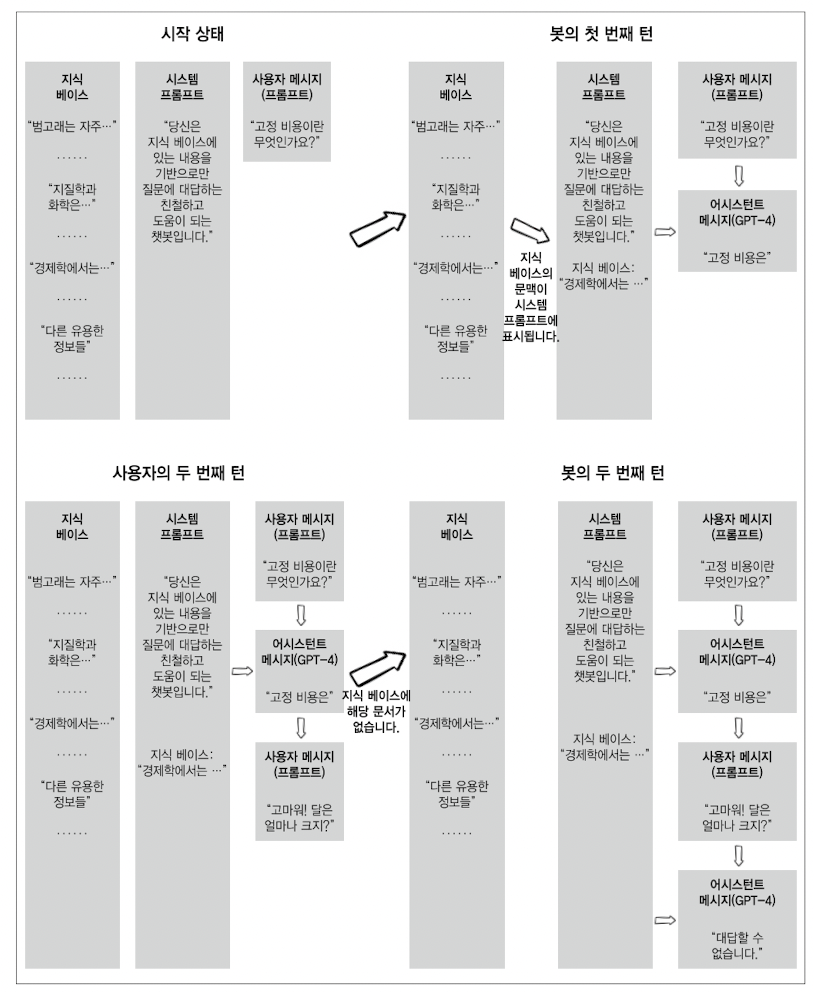 시작 상태
지식
베이스
“범고래는 자주…”
......
“지질학과
화학은…”
......
“경제학에서는…”
......
“다른 유용한
정보들”
......
시스템
프롬프트
“당신은
지식 베이스에
있는 내용을
기반으로만
질문에 대답하는
친철하고
도움이 되는
챗봇입니다.”
사용자 메시지
(프롬프트)
“고정 비용이란
무엇인가요?”
봇의 첫 번째 턴
지식
베이스
“범고래는 자주…”
......
“지질학과
화학은…”
......
“경제학에서는…”
......
“다른 유용한
정보들”
......
지식
베이스의
문맥이
시스템
프롬프트에
표시됩니다.
시스템
프롬프트
“당신은
지식 베이스에
있는 내용을
기반으로만
질문에 대답하는
친철하고
도움이 되는
챗봇입니다.”
지식 베이스:
“경제학에서는 …”
사용자 메시지
(프롬프트)
“고정 비용이란
무엇인가요?”
어시스턴트
메시지(GPT-4)
“고정 비용은”
사용자의 두 번째 턴
지식
베이스
“범고래는 자주…”
......
“지질학과
화학은…”
......
“경제학에서는…”
......
“다른 유용한
정보들”
......
시스템
프롬프트
“당신은
지식 베이스에
있는 내용을
기반으로만
질문에 대답하는
친철하고
도움이 되는
챗봇입니다.”
지식 베이스:
“경제학에서는 …”
사용자 메시지
(프롬프트)
“고정 비용이란
무엇인가요?”
어시스턴트
메시지(GPT-4)
“고정 비용은”
사용자 메시지
(프롬프트)
“고마워! 달은
얼마나 크지?”
지식 베이스에
해당 문서가
없습니다.
봇의 두 번째 턴
지식
베이스
“범고래는 자주…”
......
“지질학과
화학은…”
......
“경제학에서는…”
......
“다른 유용한
정보들”
......
시스템
프롬프트
“당신은
지식 베이스에
있는 내용을
기반으로만
질문에 대답하는
친철하고
도움이 되는
챗봇입니다.”
지식 베이스:
“경제학에서는 …”
사용자 메시지
(프롬프트)
“고정 비용이란
무엇인가요?”
어시스턴트
메시지(GPT-4)
“고정 비용은”
사용자 메시지
(프롬프트)
“고마워! 달은
얼마나 크지?”
어시스턴트
메시지(GPT-4)
“대답할 수
없습니다.”